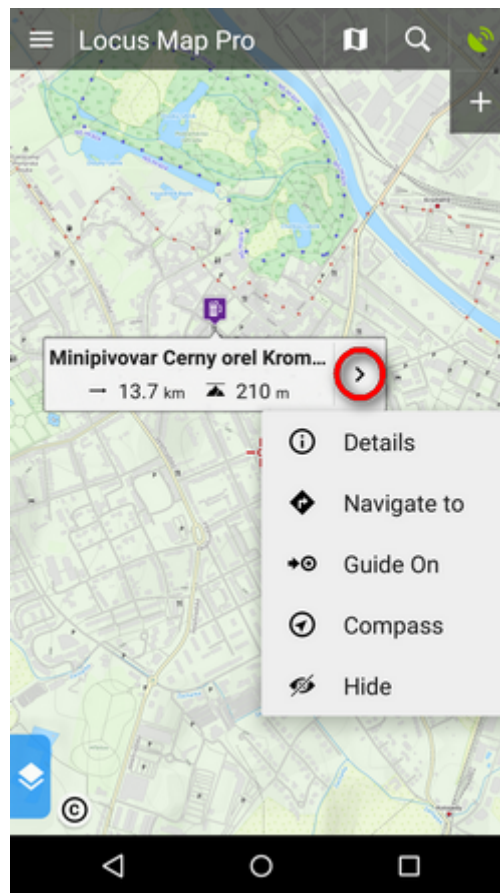 Locus Map Pro
Minipivovar Cerny orel Krom...
13.7 km 210 m
Details
Navigate to
Guide On
Compass
Hide
©